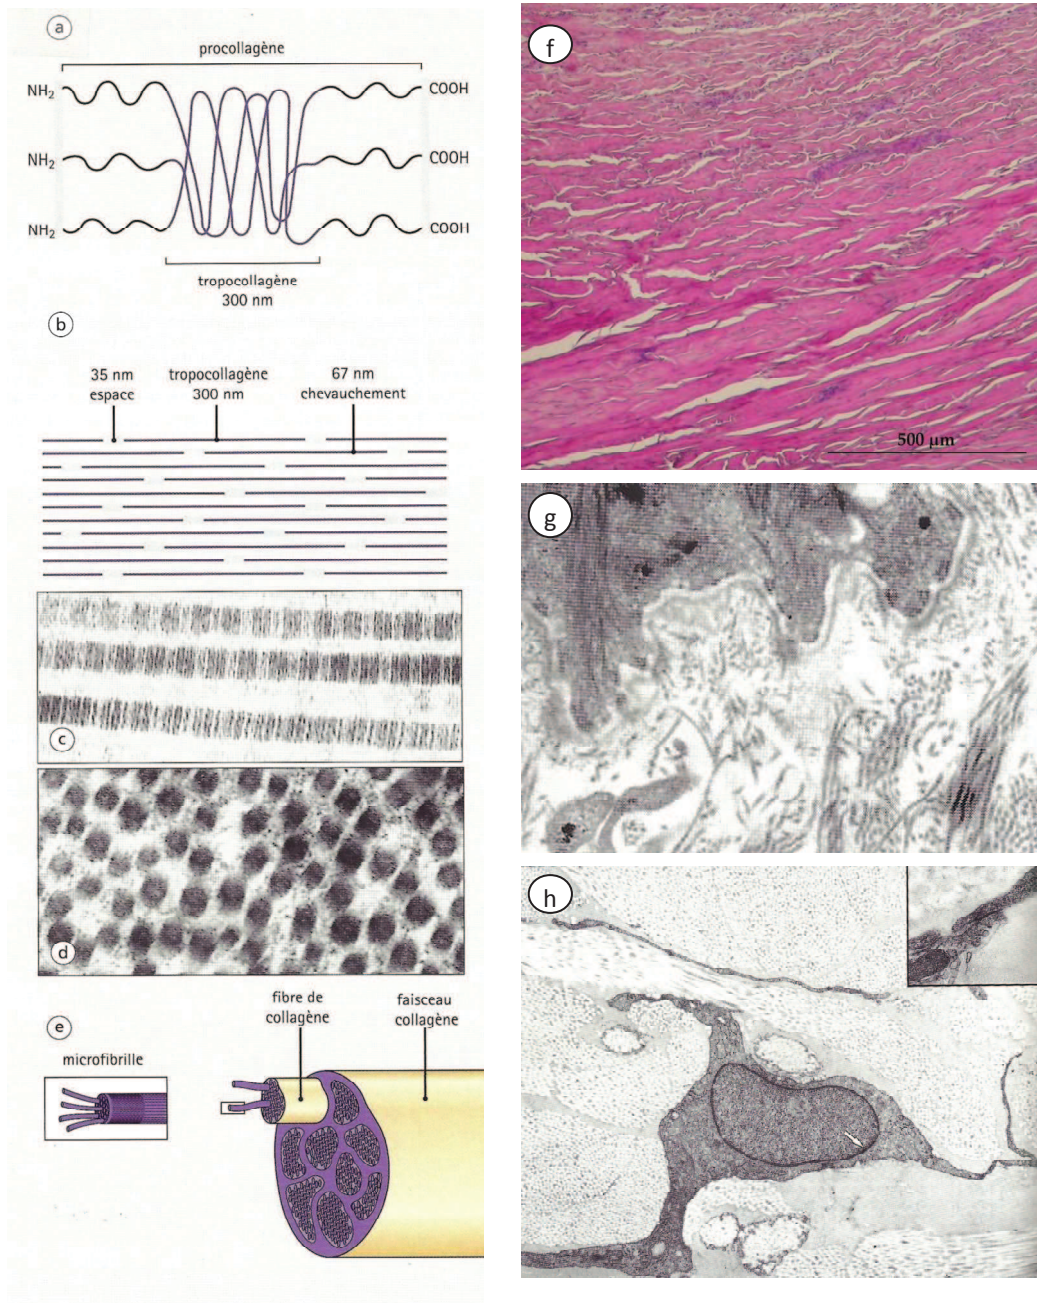 a
procollagène
NH2 COOH
NH2 COOH
NH2 COOH
tropocollagène
300 nm
b
35 nm
espace
tropocollagène
300 nm
67 nm
chevauchement
c
d
e
microfibrille
fibre de
collagène
faisceau
collagène
f
500 µm
g
h